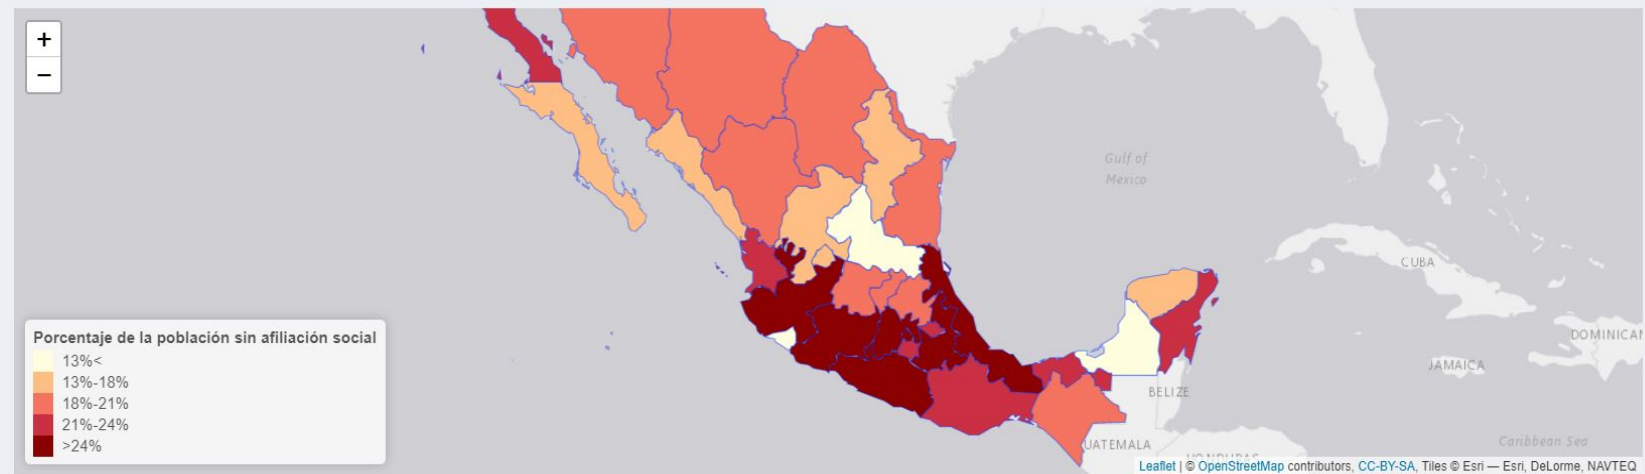 +
−
Gulf of
Mexico
CUBA
DOMINICAN
JAMAICA
BELIZE
UATEMALA
HONDURAS
Caribbean Sea
Porcentaje de la población sin afiliación social
13%<
13%-18%
18%-21%
21%-24%
>24%
Leaflet | © OpenStreetMap contributors, CC-BY-SA, Tiles © Esri — Esri, DeLorme, NAVTEQ